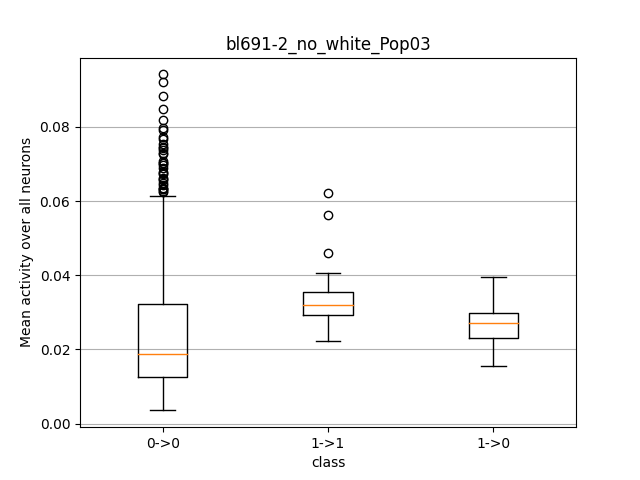 bl691-2_no_white_Pop03
Mean activity over all neurons
0.08
0.06
0.04
0.02
0.00
0->0
1->1
1->0
class